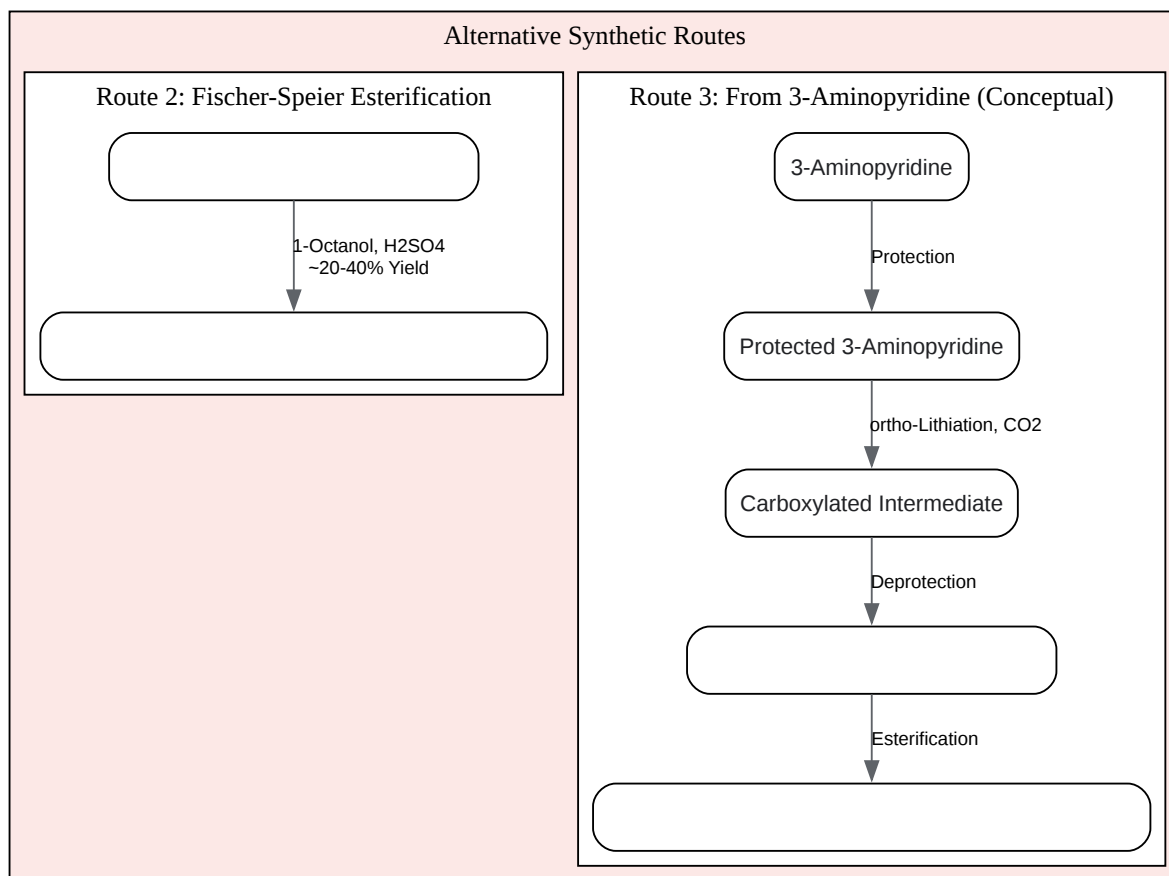 Alternative Synthetic Routes
Route 2: Fischer-Speier Esterification
1-Octanol, H2SO4
~20-40% Yield
Route 3: From 3-Aminopyridine (Conceptual)
3-Aminopyridine
Protection
Protected 3-Aminopyridine
ortho-Lithiation, CO2
Carboxylated Intermediate
Deprotection
Esterification